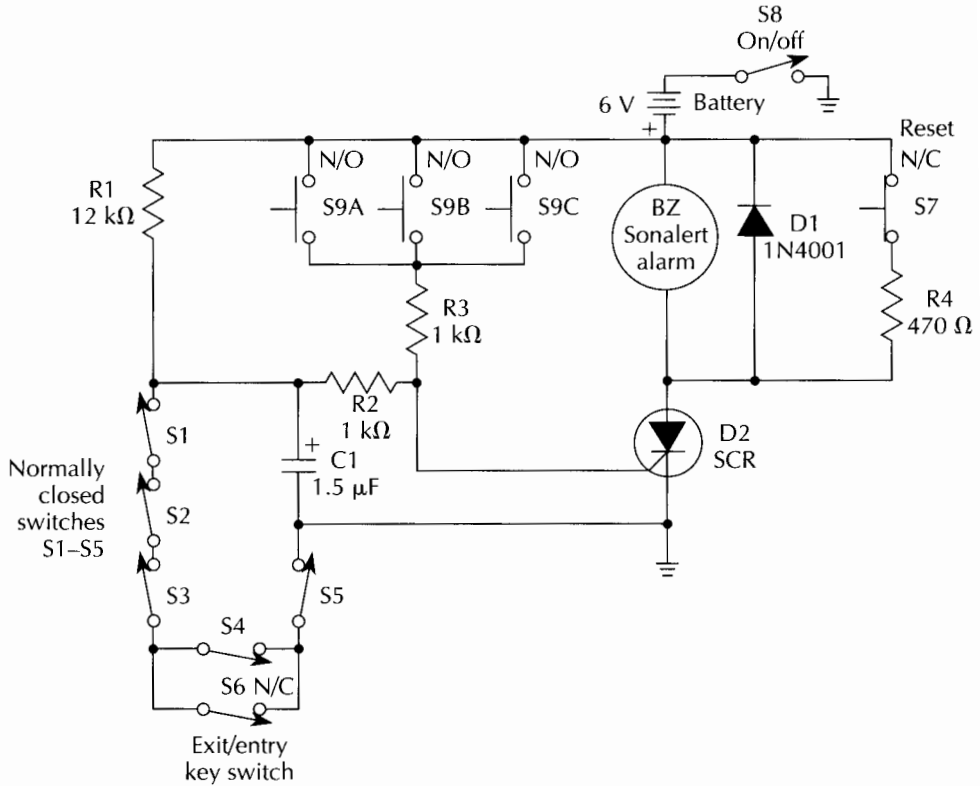 S8
On/off
6 V
Battery
+
Reset
N/C
N/O
N/O
N/O
R1
12 kΩ
S9A
S9B
S9C
BZ
Sonalert
alarm
D1
1N4001
S7
R3
1 kΩ
R4
470 Ω
R2
1 kΩ
S1
+
C1
1.5 µF
D2
SCR
Normally
closed
switches
S1–S5
S2
S3
S4
S5
S6 N/C
Exit/entry
key switch